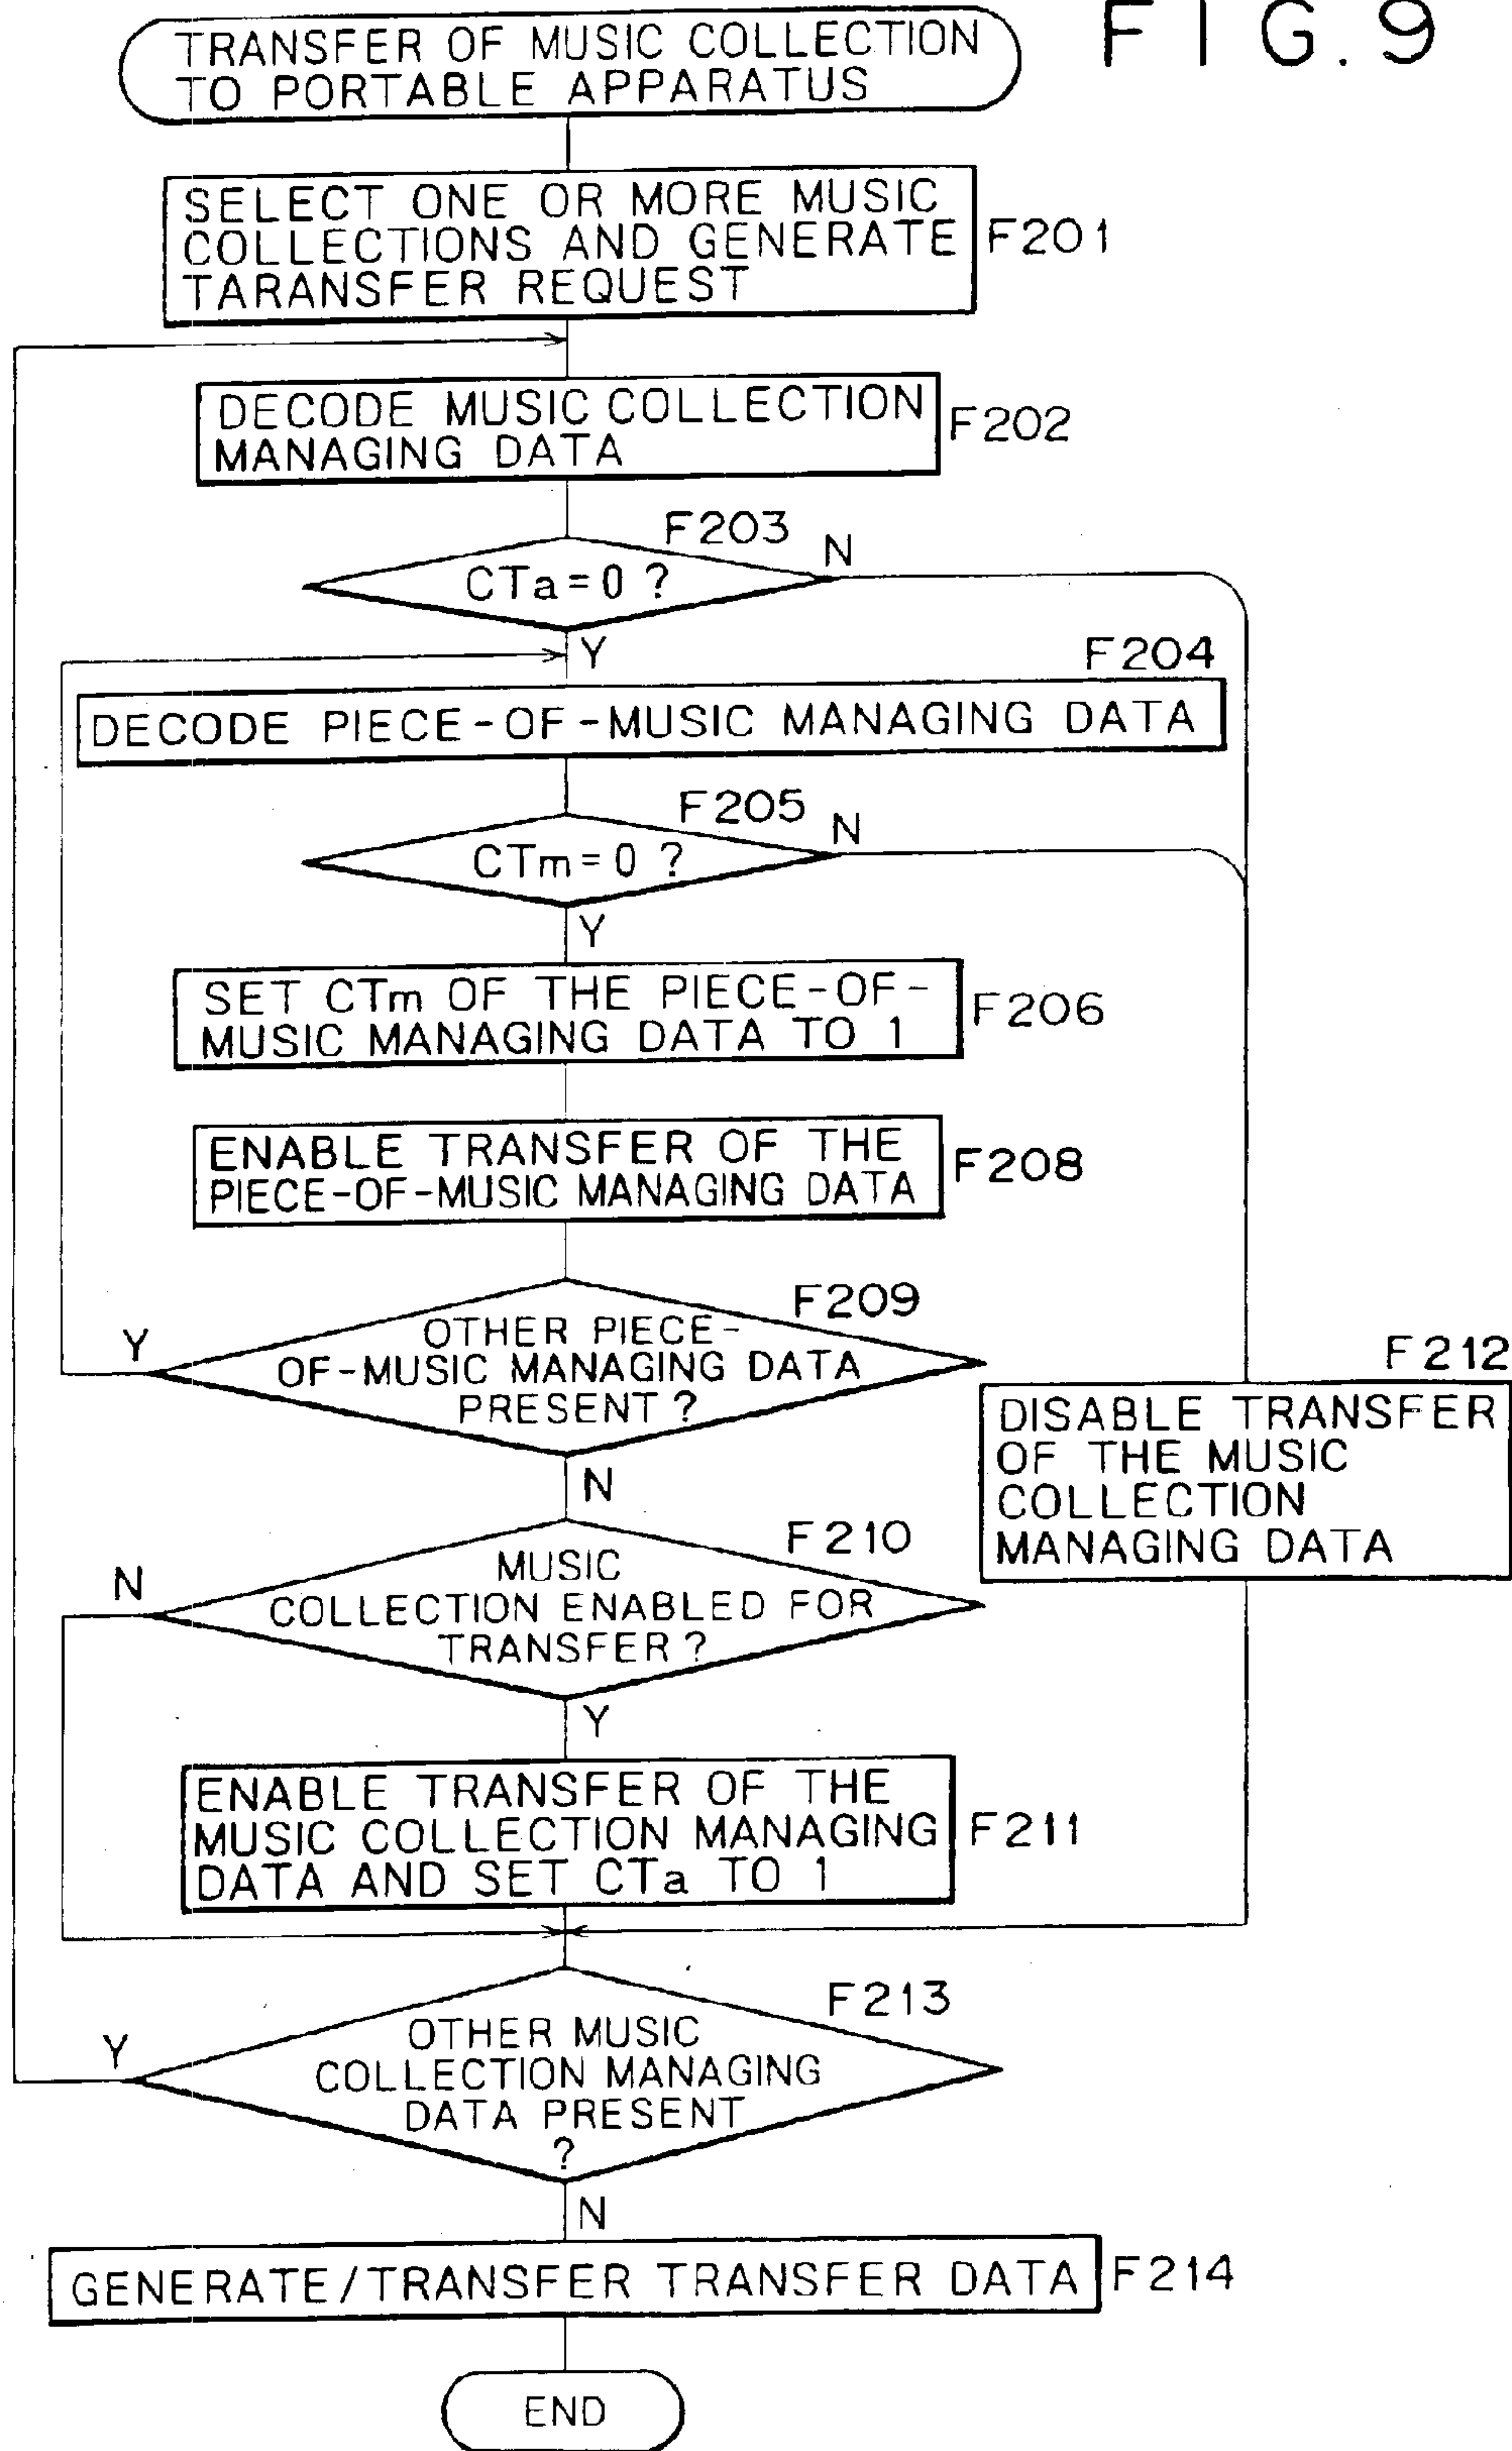 FIG. 9
TRANSFER OF MUSIC COLLECTION
TO PORTABLE APPARATUS
SELECT ONE OR MORE MUSIC
COLLECTIONS AND GENERATE
TARANSFER REQUEST
F201
DECODE MUSIC COLLECTION
MANAGING DATA
F202
F203
CTa=0 ?
N
Y
F204
DECODE PIECE-OF-MUSIC MANAGING DATA
F205
CTm=0 ?
N
Y
SET CTm OF THE PIECE-OF-
MUSIC MANAGING DATA TO 1
F206
ENABLE TRANSFER OF THE
PIECE-OF-MUSIC MANAGING DATA
F208
F209
OTHER PIECE-
OF-MUSIC MANAGING DATA
PRESENT ?
Y
N
F212
DISABLE TRANSFER
OF THE MUSIC
COLLECTION
MANAGING DATA
F210
MUSIC
COLLECTION ENABLED FOR
TRANSFER ?
N
Y
ENABLE TRANSFER OF THE
MUSIC COLLECTION MANAGING
DATA AND SET CTa TO 1
F211
F213
OTHER MUSIC
COLLECTION MANAGING
DATA PRESENT
?
Y
N
GENERATE/TRANSFER TRANSFER DATA
F214
END